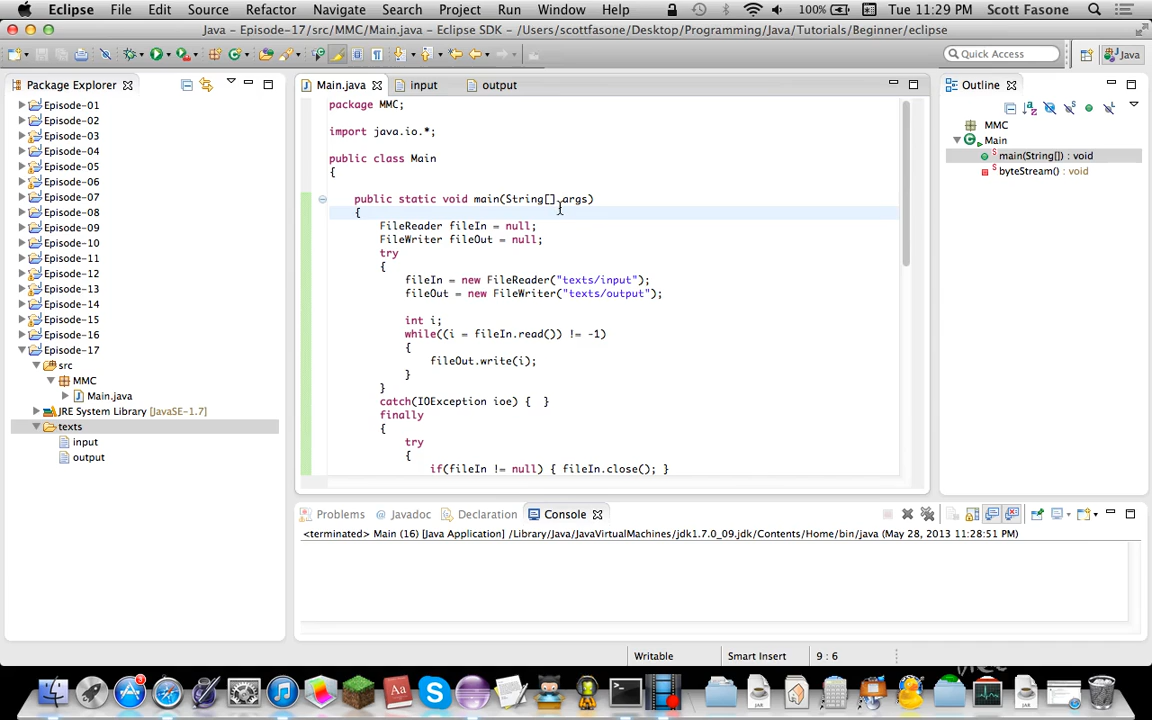 Eclipse File Edit Source Refactor Navigate Search Project Run Window Help 100% Tue 11:29 PM Scott Fasone
Java - Episode-17/src/MMC/Main.java - Eclipse SDK - /Users/scottfasone/Desktop/Programming/Java/Tutorials/Beginner/eclipse
Quick Access Java
Package Explorer
Episode-01
Episode-02
Episode-03
Episode-04
Episode-05
Episode-06
Episode-07
Episode-08
Episode-09
Episode-10
Episode-11
Episode-12
Episode-13
Episode-14
Episode-15
Episode-16
Episode-17
src
MMC
Main.java
JRE System Library [JavaSE-1.7]
texts
input
output
Main.java input output
package MMC;
import java.io.*;
public class Main
{
public static void main(String[] args)
{
FileReader fileIn = null;
FileWriter fileOut = null;
try
{
fileIn = new FileReader("texts/input");
fileOut = new FileWriter("texts/output");
int i;
while((i = fileIn.read()) != -1)
{
fileOut.write(i);
}
}
catch(IOException ioe) {  }
finally
{
try
{
if(fileIn != null) { fileIn.close(); }
Outline
MMC
Main
main(String[]) : void
byteStream() : void
Problems Javadoc Declaration Console
<terminated> Main (16) [Java Application] /Library/Java/JavaVirtualMachines/jdk1.7.0_09.jdk/Contents/Home/bin/java (May 28, 2013 11:28:51 PM)
Writable Smart Insert 9 : 6